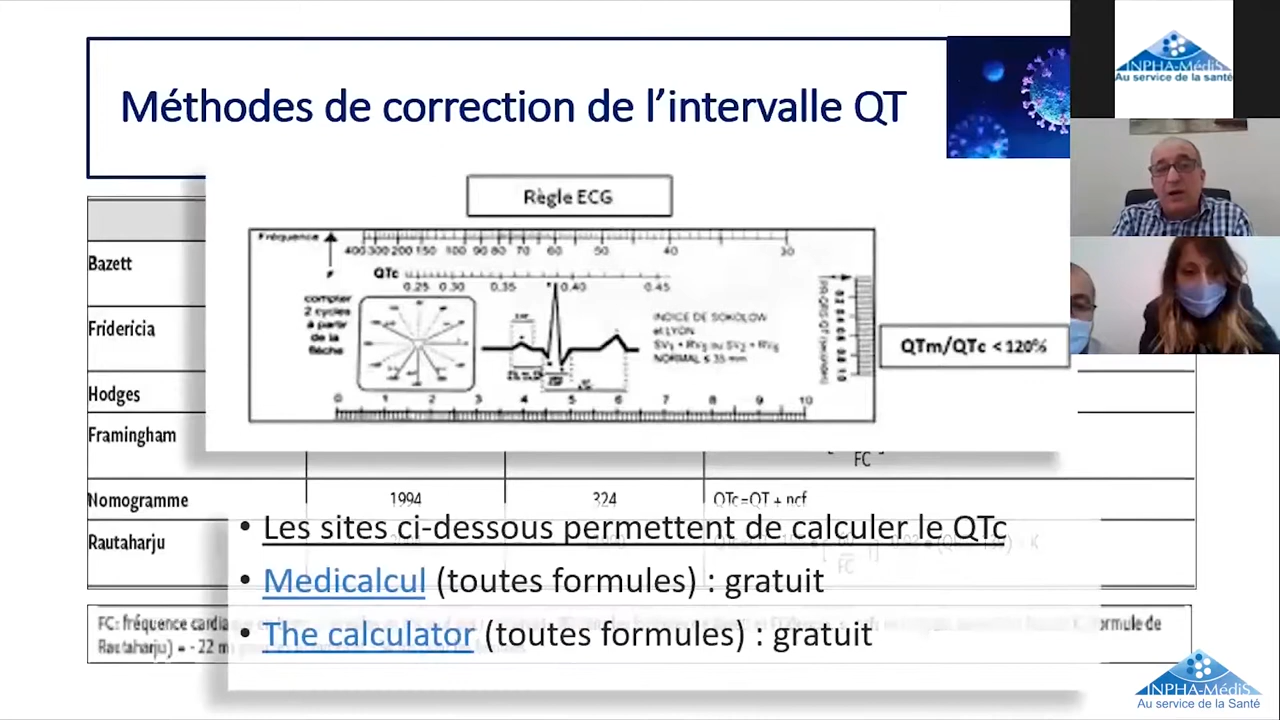 Méthodes de correction de l’intervalle QT
INPHA-MédiS
Au service de la santé
Règle ECG
Fréquence
400 300 200 150 100 90 80 70 60 50 40 30
QTc
0.25 0.30 0.35 0.40 0.45
compter
2 cycles
à partir
de la
flèche
INDICE DE SOKOLOW
et LYON
NORMAL ≤ 35 mm
0 1 2 3 4 5 6 7 8 9 10
QTm/QTc < 120%
Bazett
Fridericia
Hodges
Framingham
FC
Nomogramme 1994 324 QTc=QT + ncf
Rautaharju
• Les sites ci-dessous permettent de calculer le QTc
• Medicalcul (toutes formules) : gratuit
• The calculator (toutes formules) : gratuit
FC: fréquence
formule de
Rautaharju) = - 22
INPHA-MédiS
Au service de la Santé